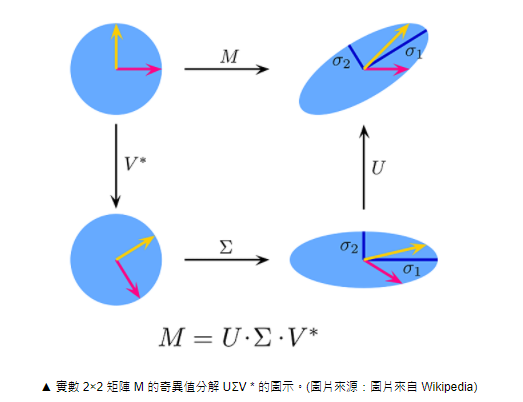 M
σ₂
σ₁
V*
U
Σ
σ₂
σ₁
M = U·Σ·V*
▲ 實數 2×2 矩陣 M 的奇異值分解 UΣV * 的圖示。(圖片來源：圖片來自 Wikipedia)